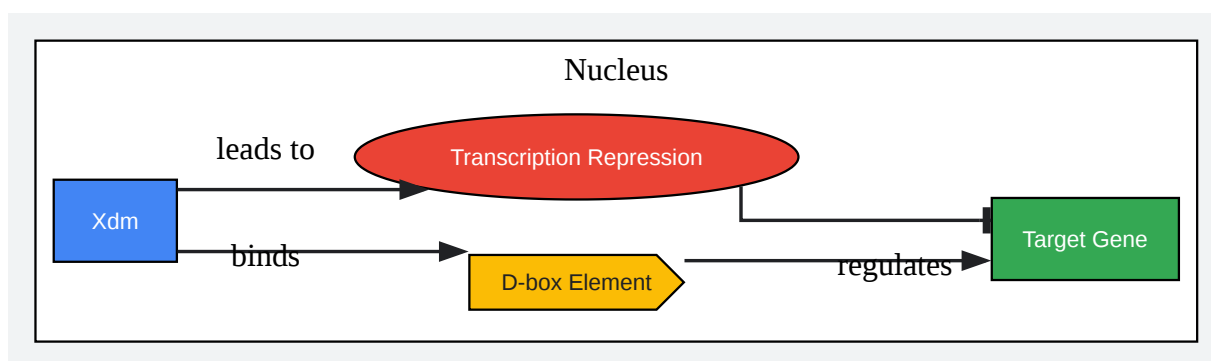 Nucleus
leads to
Transcription Repression
Xdm
binds
D-box Element
regulates
Target Gene